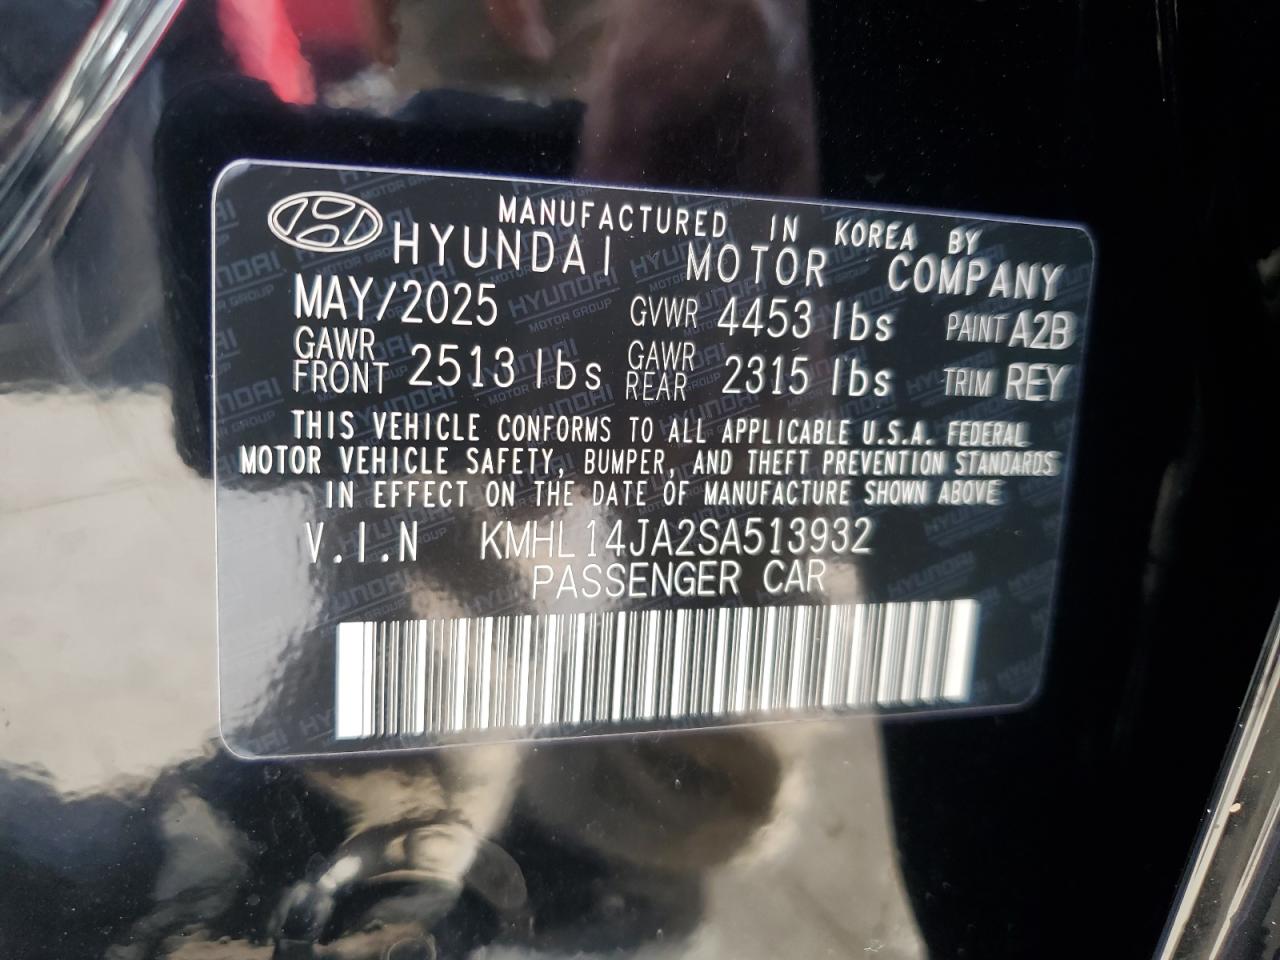 MANUFACTURED IN KOREA BY
HYUNDAI MOTOR COMPANY
MAY/2025 GVWR 4453 lbs PAINT A2B
GAWR FRONT 2513 lbs GAWR REAR 2315 lbs TRIM REY
THIS VEHICLE CONFORMS TO ALL APPLICABLE U.S.A. FEDERAL
MOTOR VEHICLE SAFETY, BUMPER, AND THEFT PREVENTION STANDARDS
IN EFFECT ON THE DATE OF MANUFACTURE SHOWN ABOVE
V.I.N KMHL14JA2SA513932
PASSENGER CAR